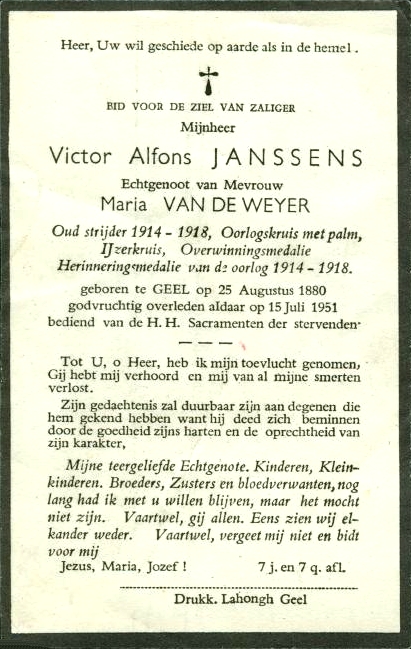 Heer, Uw wil geschiede op aarde als in de hemel.
BID VOOR DE ZIEL VAN ZALIGER
Mijnheer
Victor Alfons JANSSENS
Echtgenoot van Mevrouw
Maria VAN DE WEYER
Oud strijder 1914 - 1918, Oorlogskruis met palm,
IJzerkruis, Overwinningsmedalie
Herinneringsmedalie van de oorlog 1914 - 1918.
geboren te GEEL op 25 Augustus 1880
godvruchtig overleden aldaar op 15 Juli 1951
bediend van de H. H. Sacramenten der stervenden
Tot U, o Heer, heb ik mijn toevlucht genomen,
Gij hebt mij verhoord en mij van al mijne smerten
verlost.
Zijn gedachtenis zal duurbaar zijn aan degenen die
hem gekend hebben want hij deed zich beminnen
door de goedheid zijns harten en de oprechtheid van
zijn karakter,
Mijne teergeliefde Echtgenote. Kinderen, Klein-
kinderen. Broeders, Zusters en bloedverwanten, nog
lang had ik met u willen blijven, maar het mocht
niet zijn. Vaartwel, gij allen. Eens zien wij el-
kander weder. Vaartwel, vergeet mij niet en bidt
voor mij
Jezus, Maria, Jozef ! 7 j. en 7 q. afl.
Drukk. Lahongh Geel